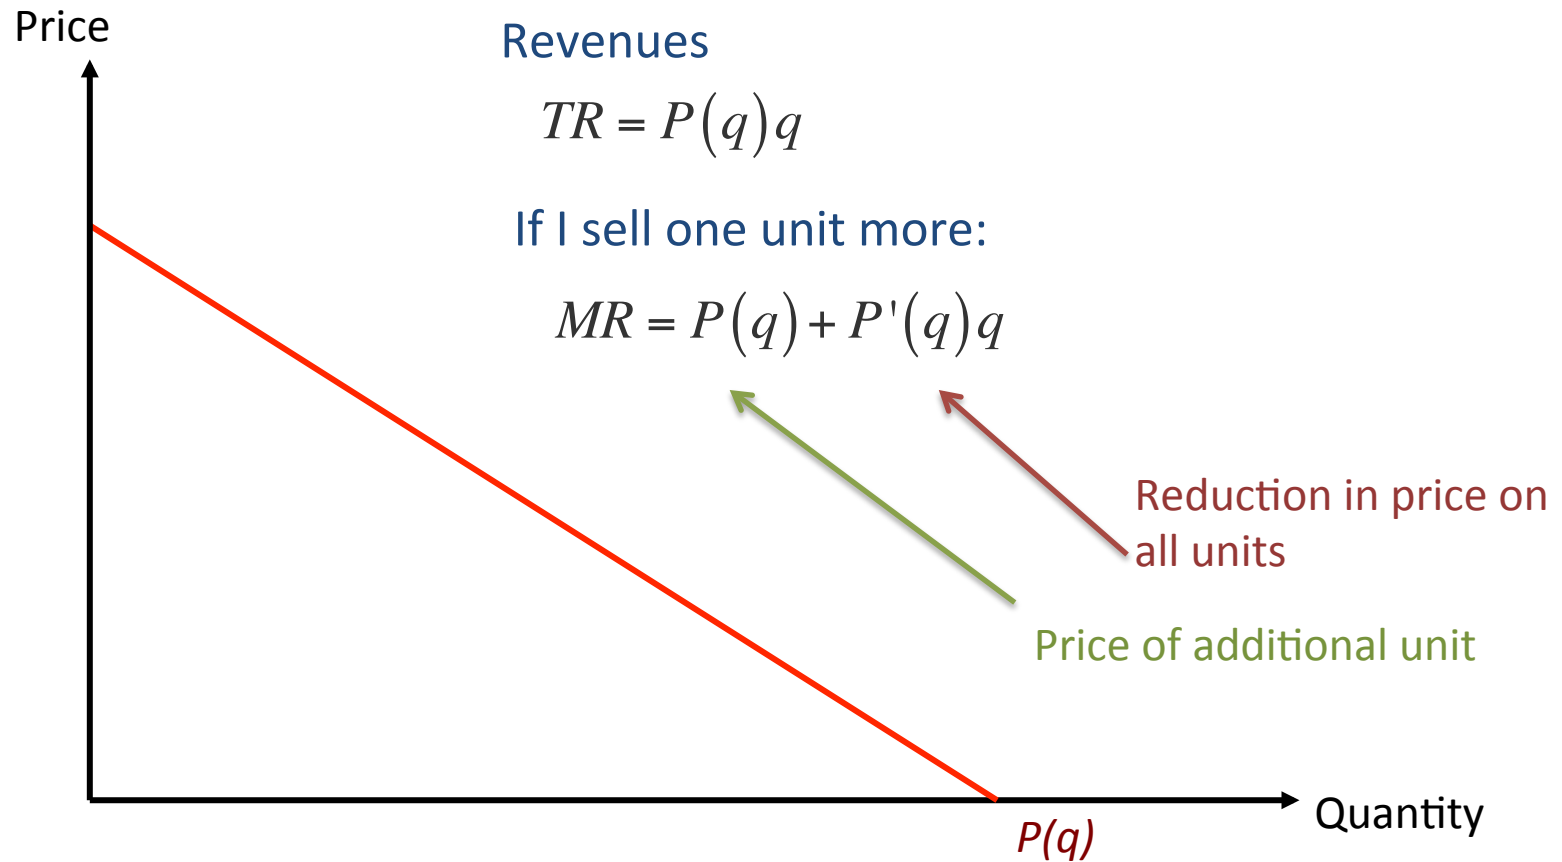 Price
Revenues
TR = P(q)q
If I sell one unit more:
MR = P(q) + P'(q)q
Reduction in price on
all units
Price of additional unit
Quantity
P(q)